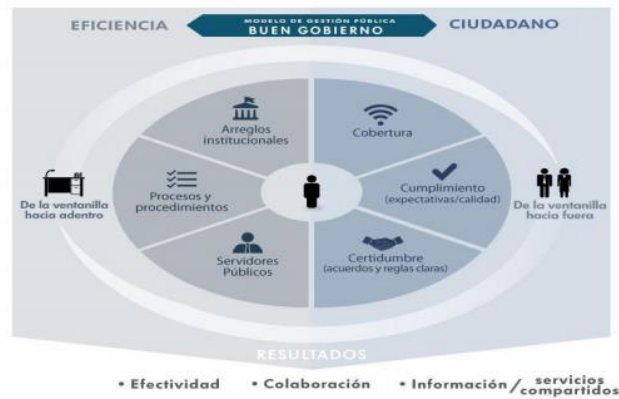 EFICIENCIA
MODELO DE GESTIÓN PÚBLICA
BUEN GOBIERNO
CIUDADANO
Arreglos
institucionales
Cobertura
De la ventanilla
hacia adentro
Procesos y
procedimientos
Cumplimiento
(expectativas/calidad)
De la ventanilla
hacia fuera
Servidores
Públicos
Certidumbre
(acuerdos y reglas claras)
RESULTADOS
• Efectividad • Colaboración • Información / servicios
compartidos